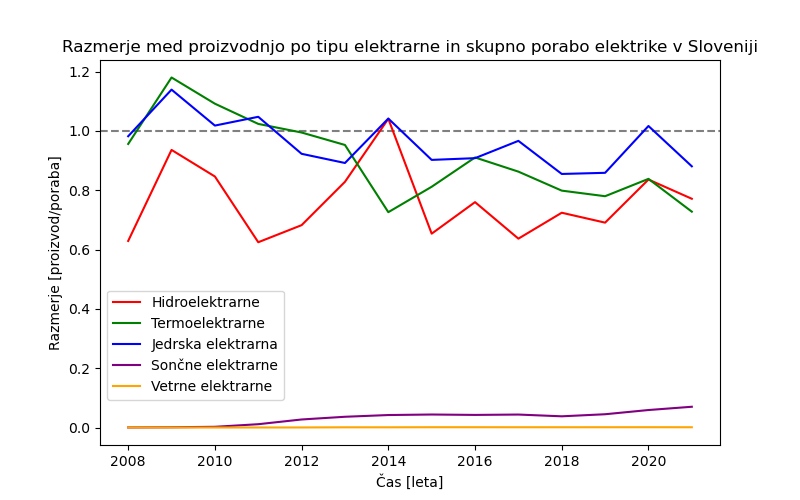 Razmerje med proizvodnjo po tipu elektrarne in skupno porabo elektrike v Sloveniji
1.2
1.0
0.8
0.6
0.4
0.2
0.0
Razmerje [proizvod/poraba]
Hidroelektrarne
Termoelektrarne
Jedrska elektrarna
Sončne elektrarne
Vetrne elektrarne
2008 2010 2012 2014 2016 2018 2020
Čas [leta]